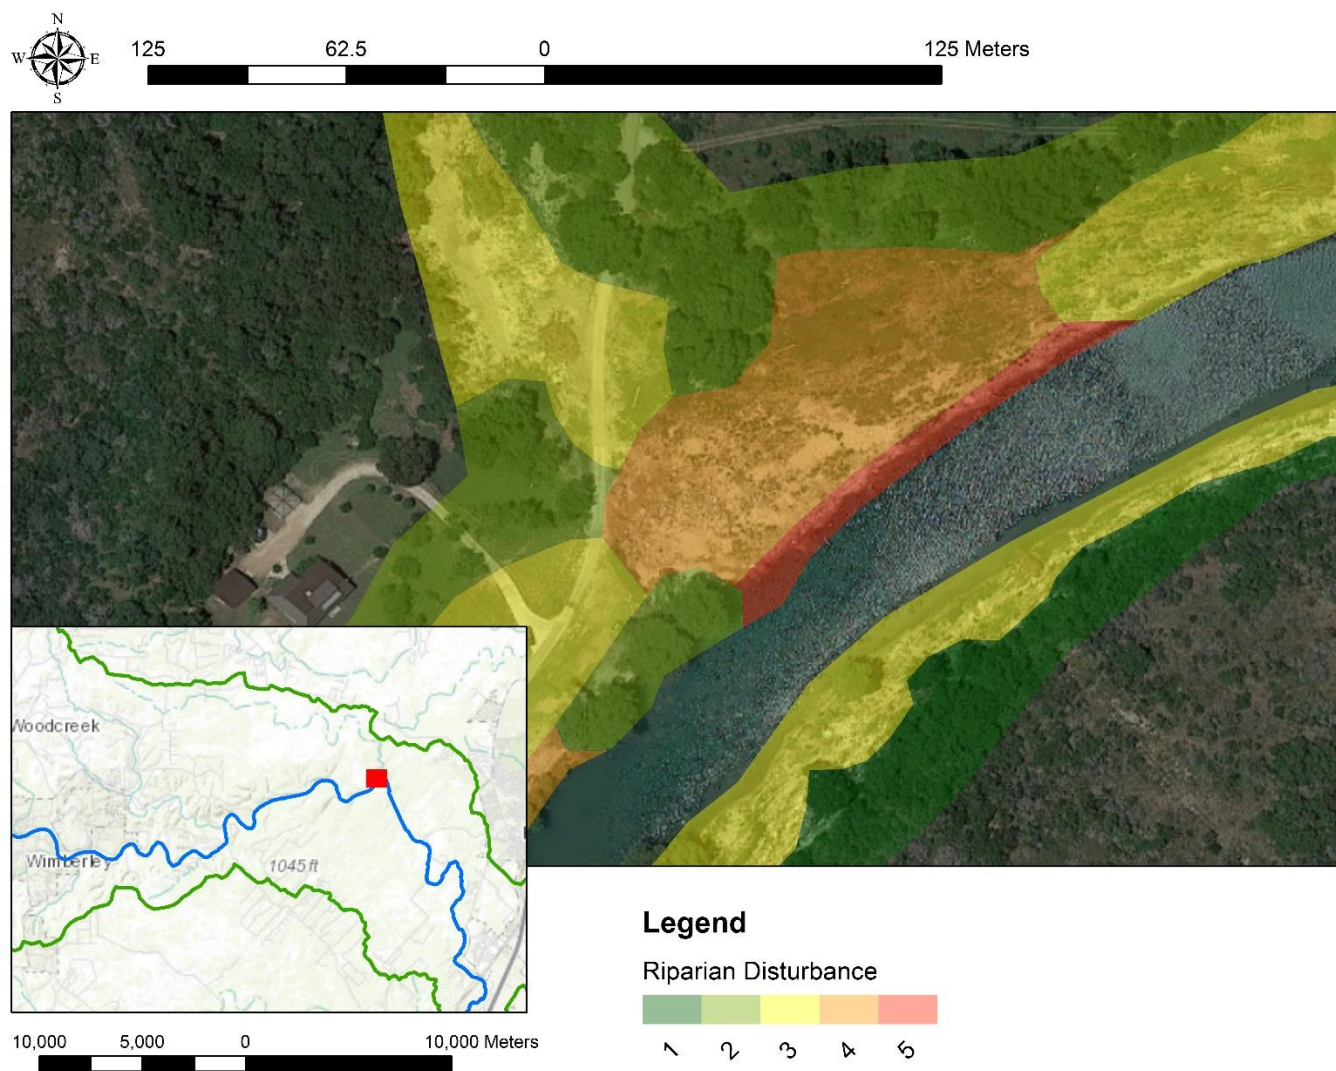 N
W E
S
125 62.5 0 125 Meters
Woodcreek
Wimberley
1045 ft
10,000 5,000 0 10,000 Meters
Legend
Riparian Disturbance
1 2 3 4 5